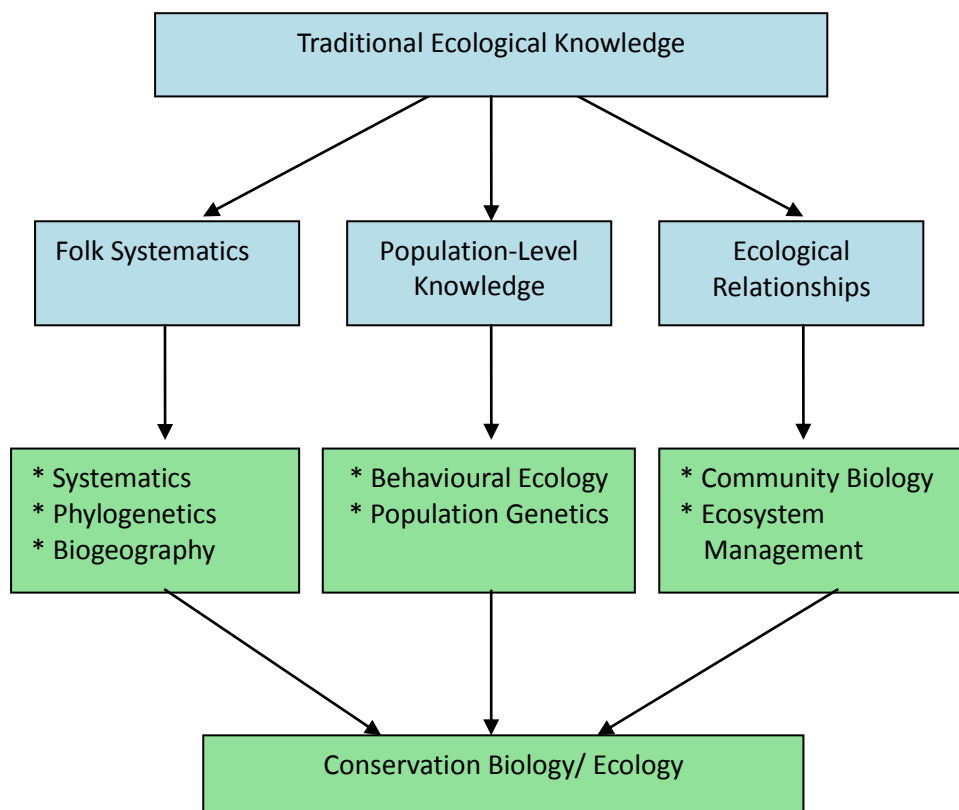 Traditional Ecological Knowledge
Folk Systematics
Population-Level
Knowledge
Ecological
Relationships
* Systematics
* Phylogenetics
* Biogeography
* Behavioural Ecology
* Population Genetics
* Community Biology
* Ecosystem
Management
Conservation Biology/ Ecology